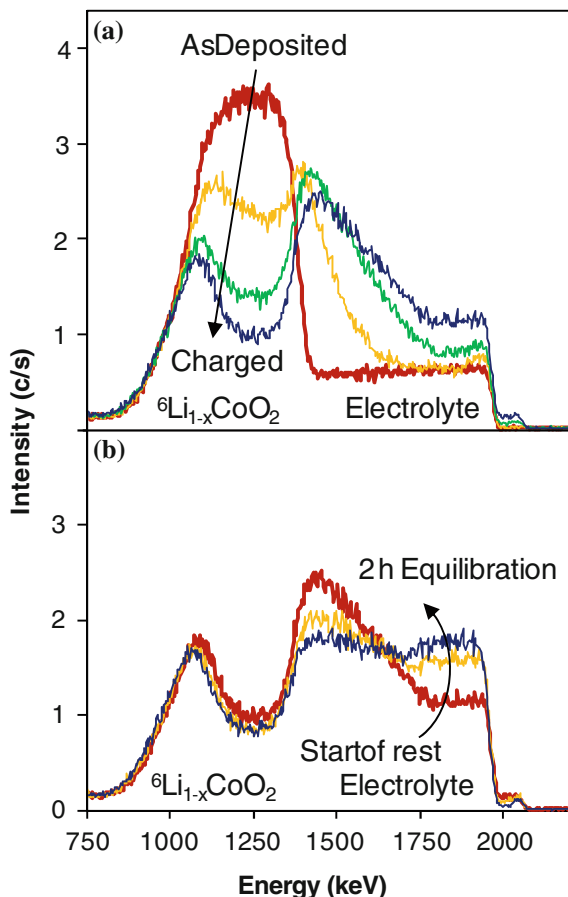 (a)
AsDeposited
Charged
⁶Li₁₋ₓCoO₂
Electrolyte
4
3
2
1
Intensity (c/s)
(b)
2h Equilibration
Startof rest
⁶Li₁₋ₓCoO₂
Electrolyte
3
2
1
0
750 1000 1250 1500 1750 2000
Energy (keV)